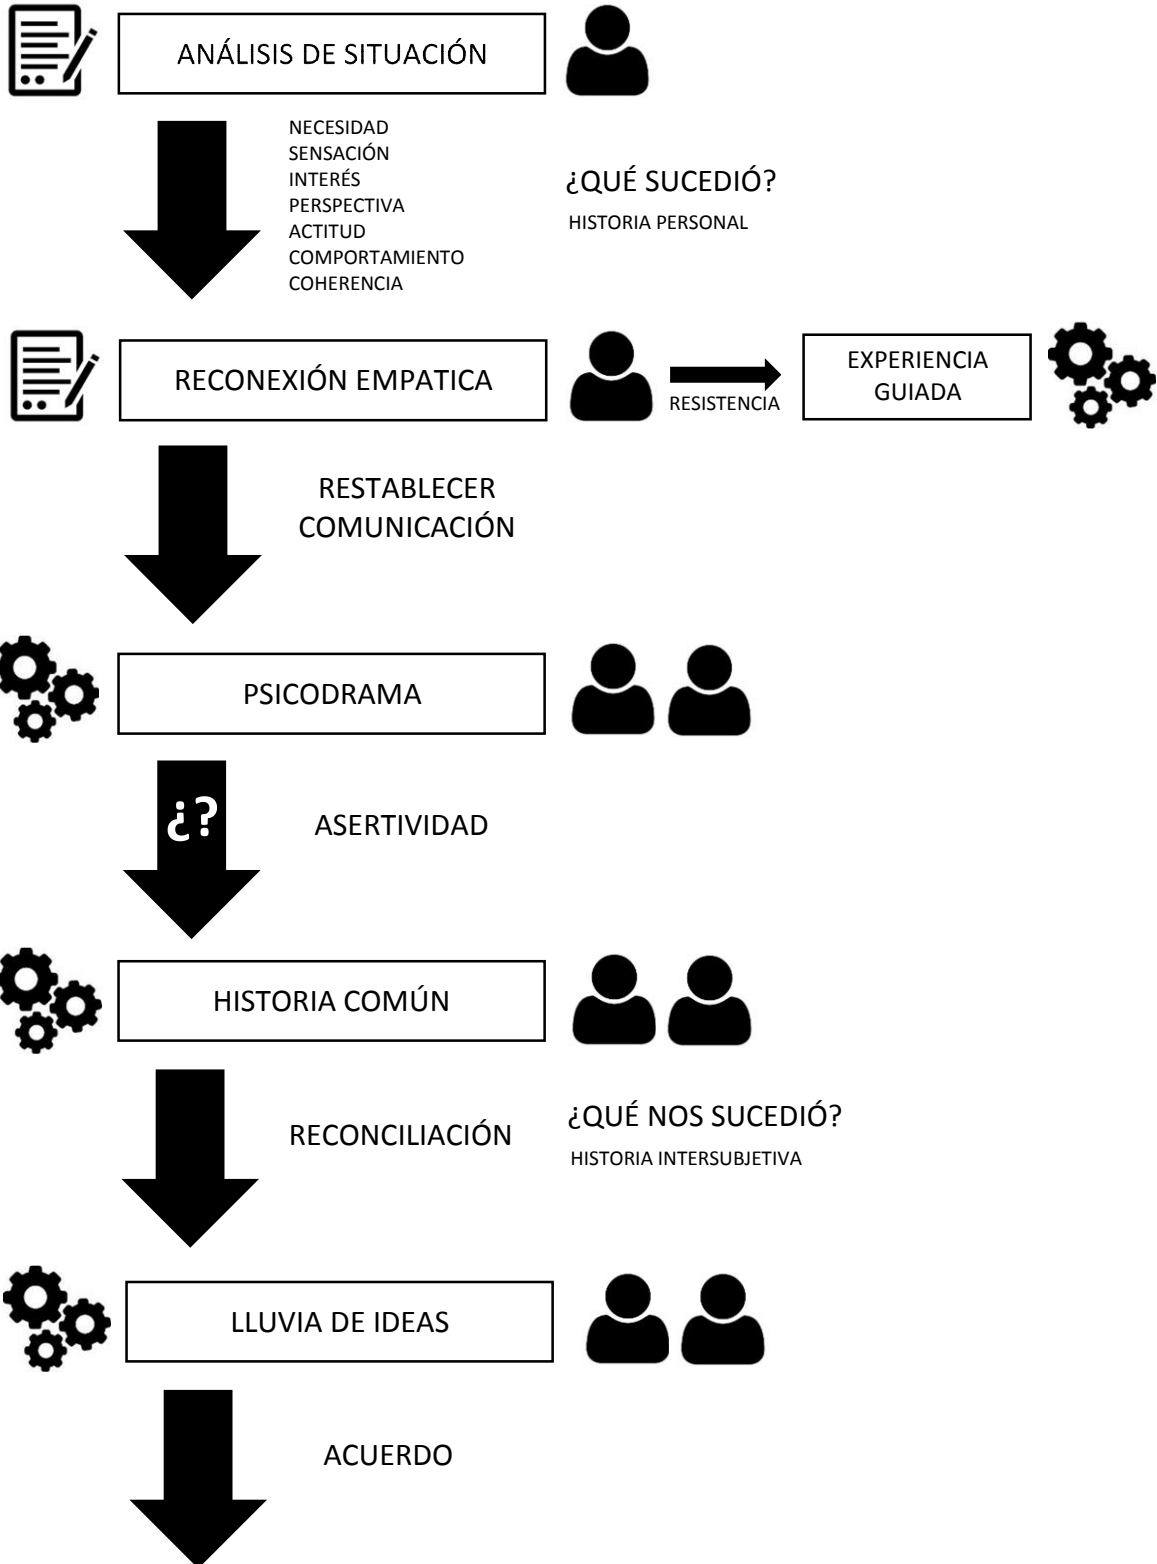 ANÁLISIS DE SITUACIÓN
NECESIDAD
SENSACIÓN
INTERÉS
PERSPECTIVA
ACTITUD
COMPORTAMIENTO
COHERENCIA
¿QUÉ SUCEDIÓ?
HISTORIA PERSONAL
RECONEXIÓN EMPATICA
RESISTENCIA
EXPERIENCIA
GUIADA
RESTABLECER
COMUNICACIÓN
PSICODRAMA
¿?
ASERTIVIDAD
HISTORIA COMÚN
RECONCILIACIÓN
¿QUÉ NOS SUCEDIÓ?
HISTORIA INTERSUBJETIVA
LLUVIA DE IDEAS
ACUERDO